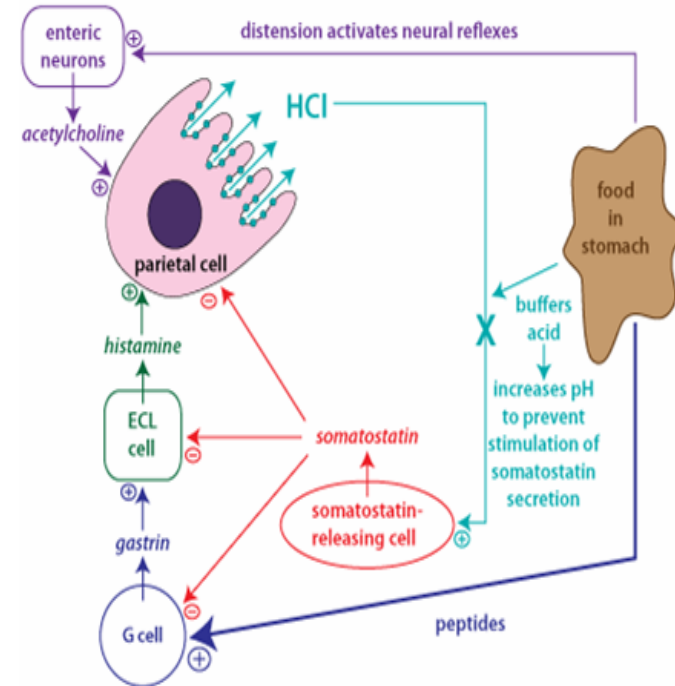 enteric
neurons
distension activates neural reflexes
acetylcholine
HCl
food
in
stomach
parietal cell
buffers
acid
histamine
increases pH
to prevent
stimulation of
somatostatin
secretion
ECL
cell
somatostatin
somatostatin-
releasing cell
gastrin
G cell
peptides